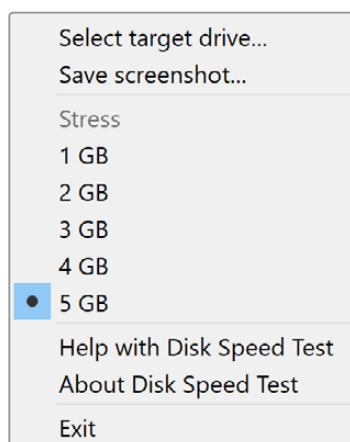 Select target drive...
Save screenshot...
Stress
1 GB
2 GB
3 GB
4 GB
5 GB
Help with Disk Speed Test
About Disk Speed Test
Exit